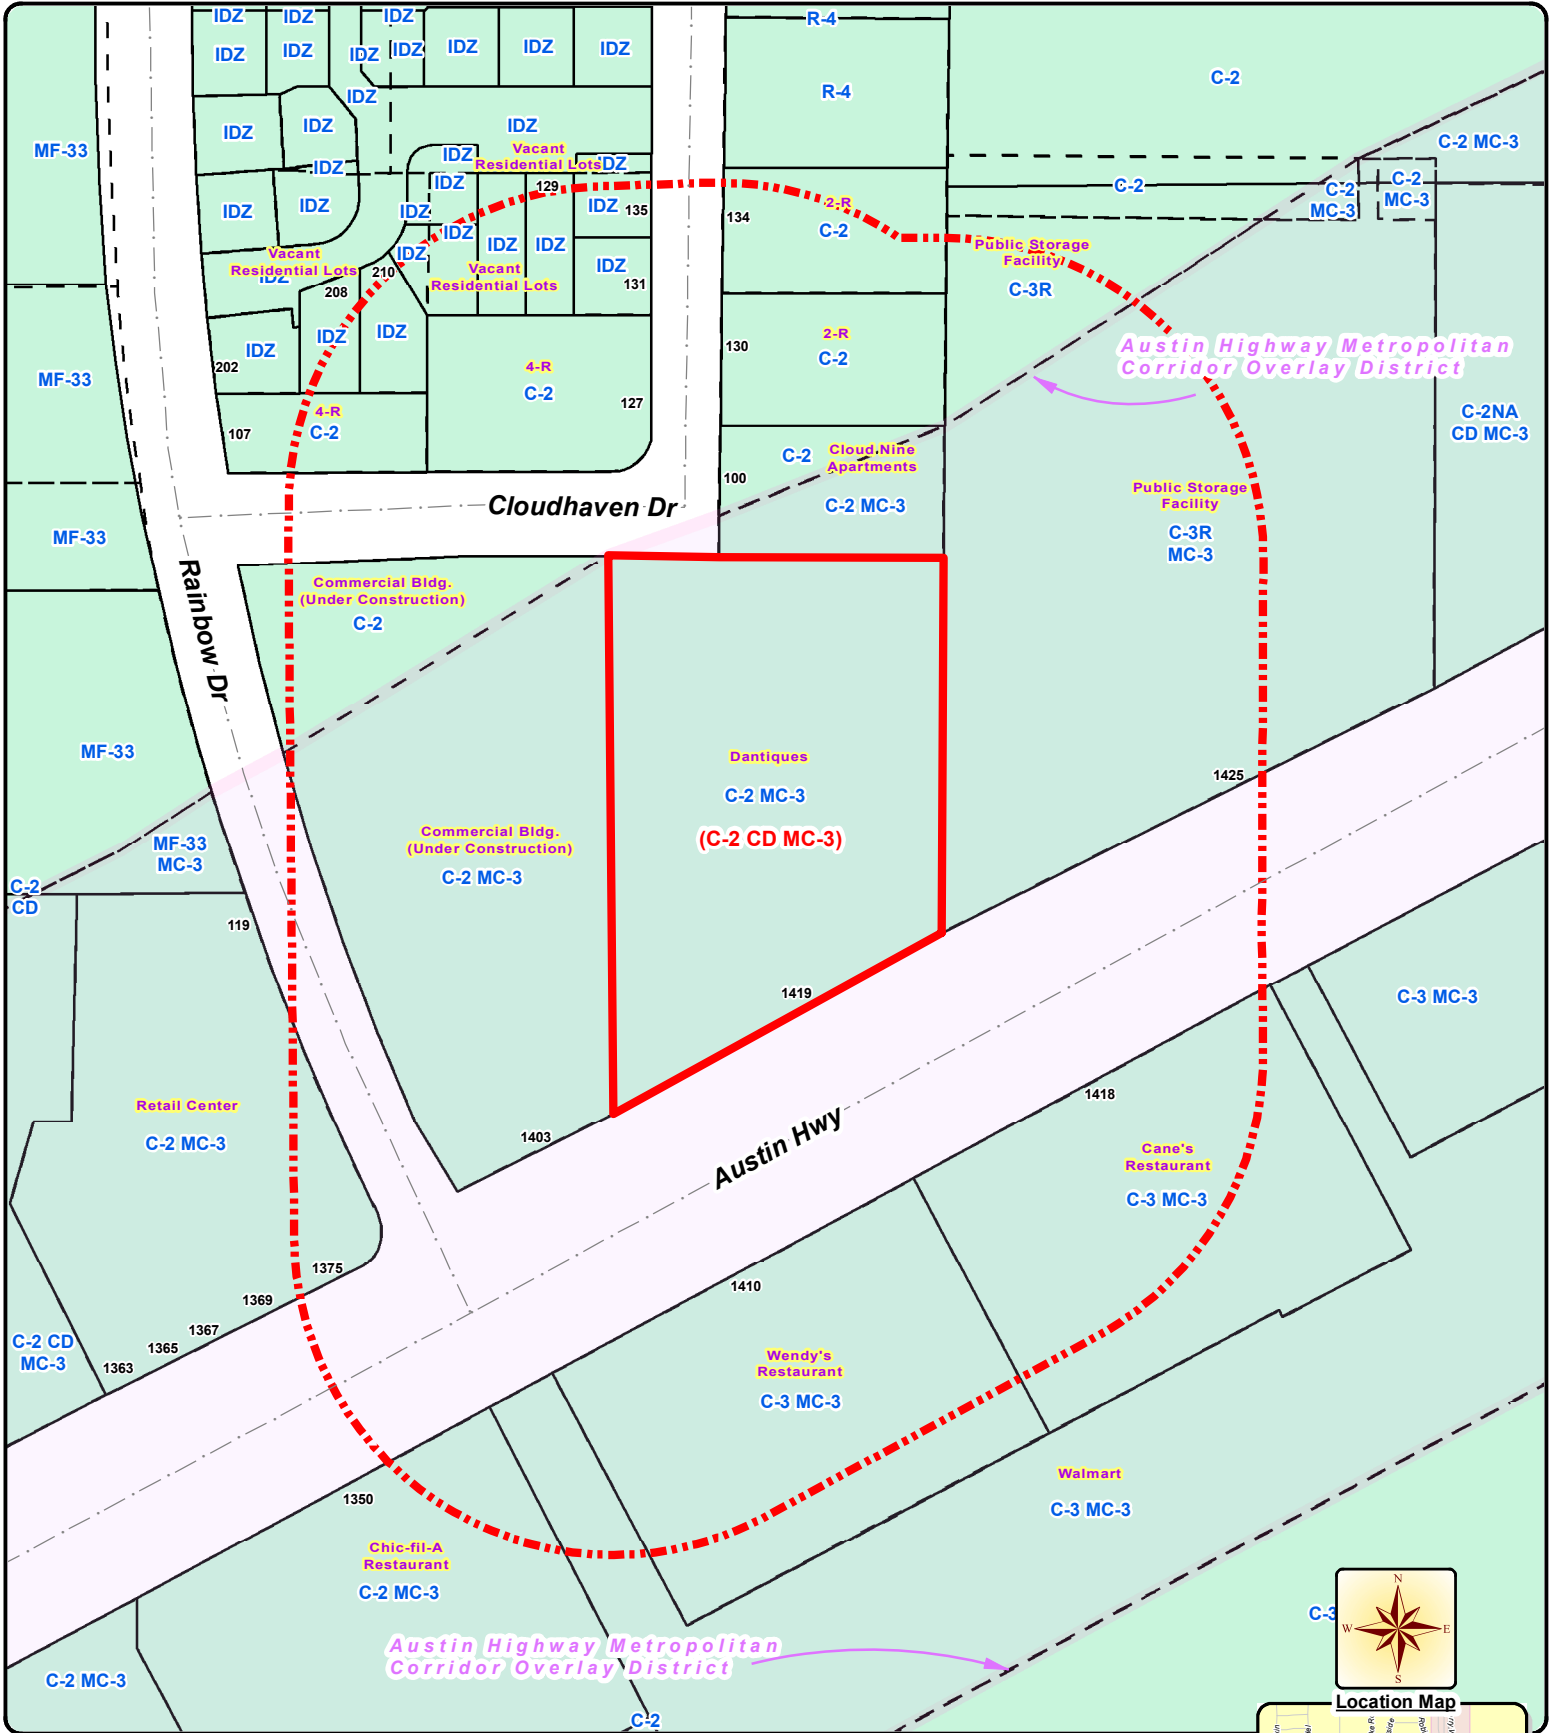 IDZ
IDZ
IDZ
R-4
IDZ
IDZ
IDZ
IDZ
IDZ
IDZ
IDZ
C-2
R-4
IDZ
IDZ
IDZ
IDZ
MF-33
Vacant
Residential Lots
IDZ
IDZ
IDZ
C-2 MC-3
IDZ
129
C-2
C-2
MC-3
C-2
MC-3
IDZ
IDZ
IDZ
IDZ
135
134
2-R
C-2
IDZ
IDZ
IDZ
IDZ
Public Storage
Facility
C-3R
Vacant
Residential Lots
IDZ
210
208
Vacant
Residential Lots
IDZ
131
IDZ
IDZ
IDZ
202
130
2-R
C-2
Austin Highway Metropolitan
Corridor Overlay District
MF-33
4-R
C-2
127
4-R
C-2
107
C-2NA
CD MC-3
C-2
Cloud Nine
Apartments
100
C-2 MC-3
Public Storage
Facility
C-3R
MC-3
Cloudhaven Dr
MF-33
Rainbow Dr
Commercial Bldg.
(Under Construction)
C-2
MF-33
Dantiques
C-2 MC-3
(C-2 CD MC-3)
1425
MF-33
MC-3
Commercial Bldg.
(Under Construction)
C-2 MC-3
C-2
CD
119
1419
C-3 MC-3
Retail Center
C-2 MC-3
1403
Austin Hwy
1418
Cane's
Restaurant
C-3 MC-3
1375
1369
1367
1365
1363
C-2 CD
MC-3
1410
Wendy's
Restaurant
C-3 MC-3
1350
Walmart
C-3 MC-3
Chic-fil-A
Restaurant
C-2 MC-3
Austin Highway Metropolitan
Corridor Overlay District
C-3
N
W
E
S
C-2 MC-3
C-2
Location Map